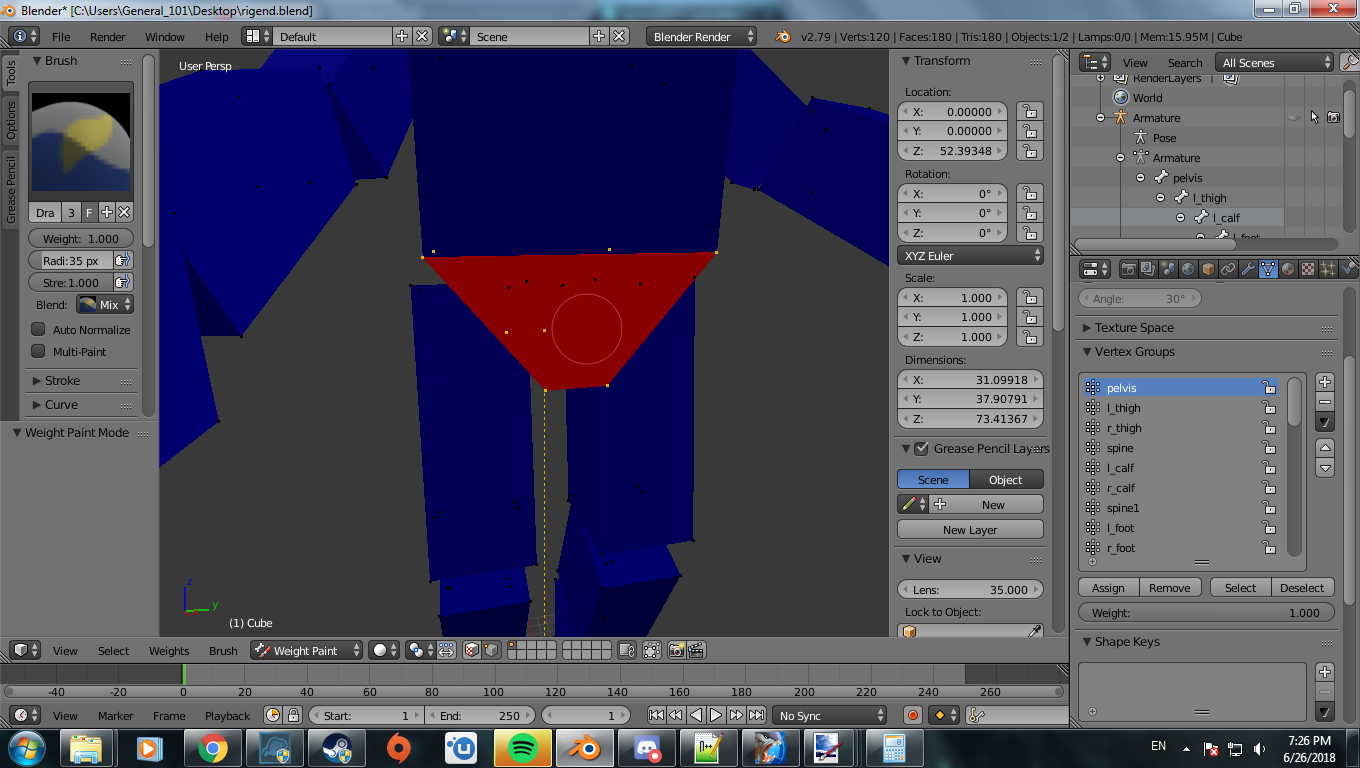 Blender* [C:\Users\General_101\Desktop\rigend.blend]
File Render Window Help Default Scene Blender Render v2.79 | Verts:120 | Faces:180 | Tris:180 | Objects:1/2 | Lamps:0/0 | Mem:15.95M | Cube
Tools
Options
Grease Pencil
Brush
Dra 3 F
Weight: 1.000
Radi: 35 px
Stre: 1.000
Blend: Mix
Auto Normalize
Multi-Paint
Stroke
Curve
Weight Paint Mode
User Persp
z
y
(1) Cube
Transform
Location:
X: 0.00000
Y: 0.00000
Z: 52.39348
Rotation:
X: 0°
Y: 0°
Z: 0°
XYZ Euler
Scale:
X: 1.000
Y: 1.000
Z: 1.000
Dimensions:
X: 31.09918
Y: 37.90791
Z: 73.41367
Grease Pencil Layers
Scene Object
New
New Layer
View
Lens: 35.000
Lock to Object:
View Search All Scenes
RenderLayers
World
Armature
Pose
Armature
pelvis
l_thigh
l_calf
l_foot
Angle: 30°
Texture Space
Vertex Groups
pelvis
l_thigh
r_thigh
spine
l_calf
r_calf
spine1
l_foot
r_foot
Assign Remove Select Deselect
Weight: 1.000
Shape Keys
View Select Weights Brush Weight Paint
-40 -20 0 20 40 60 80 100 120 140 160 180 200 220 240 260
View Marker Frame Playback Start: 1 End: 250 1 No Sync
EN
7:26 PM
6/26/2018